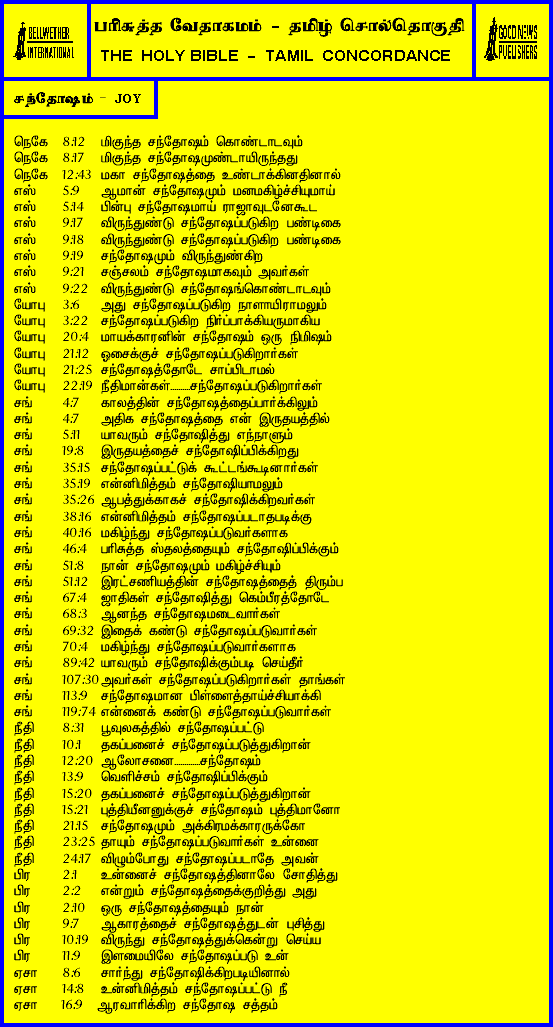 BELLWETHER
INTERNATIONAL
பரிசுத்த வேதாகமம் - தமிழ் சொல்தொகுதி
THE HOLY BIBLE - TAMIL CONCORDANCE
GOOD NEWS
PUBLISHERS
சந்தோஷம் - JOY
நெகே 8:12 மிகுந்த சந்தோஷம் கொண்டாடவும்
நெகே 8:17 மிகுந்த சந்தோஷமுண்டாயிருந்தது
நெகே 12:43 மகா சந்தோஷத்தை உண்டாக்கினதினால்
எஸ் 5:9 ஆமான் சந்தோஷமும் மனமகிழ்ச்சியுமாய்
எஸ் 5:14 பின்பு சந்தோஷமாய் ராஜாவுடனேகூட
எஸ் 9:17 விருந்துண்டு சந்தோஷப்படுகிற பண்டிகை
எஸ் 9:18 விருந்துண்டு சந்தோஷப்படுகிற பண்டிகை
எஸ் 9:19 சந்தோஷமும் விருந்துண்கிற
எஸ் 9:21 சஞ்சலம் சந்தோஷமாகவும் அவர்கள்
எஸ் 9:22 விருந்துண்டு சந்தோஷங்கொண்டாடவும்
யோபு 3:6 அது சந்தோஷப்படுகிற நாளாயிராமலும்
யோபு 3:22 சந்தோஷப்படுகிற நிர்ப்பாக்கியருமாகிய
யோபு 20:4 மாயக்காரனின் சந்தோஷம் ஒரு நிமிஷம்
யோபு 21:12 ஓசைக்குச் சந்தோஷப்படுகிறார்கள்
யோபு 21:25 சந்தோஷத்தோடே சாப்பிடாமல்
யோபு 22:19 நீதிமான்கள்.........சந்தோஷப்படுகிறார்கள்
சங் 4:7 காலத்தின் சந்தோஷத்தைப்பார்க்கிலும்
சங் 4:7 அதிக சந்தோஷத்தை என் இருதயத்தில்
சங் 5:11 யாவரும் சந்தோஷித்து எந்நாளும்
சங் 19:8 இருதயத்தைச் சந்தோஷிப்பிக்கிறது
சங் 35:15 சந்தோஷப்பட்டுக் கூட்டங்கூடினார்கள்
சங் 35:19 என்னிமித்தம் சந்தோஷியாமலும்
சங் 35:26 ஆபத்துக்காகச் சந்தோஷிக்கிறவர்கள்
சங் 38:16 என்னிமித்தம் சந்தோஷப்படாதபடிக்கு
சங் 40:16 மகிழ்ந்து சந்தோஷப்படுவர்களாக
சங் 46:4 பரிசுத்த ஸ்தலத்தையும் சந்தோஷிப்பிக்கும்
சங் 51:8 நான் சந்தோஷமும் மகிழ்ச்சியும்
சங் 51:12 இரட்சணியத்தின் சந்தோஷத்தைத் திரும்ப
சங் 67:4 ஜாதிகள் சந்தோஷித்து கெம்பீரத்தோடே
சங் 68:3 ஆனந்த சந்தோஷமடைவார்கள்
சங் 69:32 இதைக் கண்டு சந்தோஷப்படுவார்கள்
சங் 70:4 மகிழ்ந்து சந்தோஷப்படுவார்களாக
சங் 89:42 யாவரும் சந்தோஷிக்கும்படி செய்தீர்
சங் 107:30 அவர்கள் சந்தோஷப்படுகிறார்கள் தாங்கள்
சங் 113:9 சந்தோஷமான பிள்ளைத்தாய்ச்சியாக்கி
சங் 119:74 என்னைக் கண்டு சந்தோஷப்படுவார்கள்
நீதி 8:31 பூவுலகத்தில் சந்தோஷப்பட்டு
நீதி 10:1 தகப்பனைச் சந்தோஷப்படுத்துகிறான்
நீதி 12:20 ஆலோசனை............சந்தோஷம்
நீதி 13:9 வெளிச்சம் சந்தோஷிப்பிக்கும்
நீதி 15:20 தகப்பனைச் சந்தோஷப்படுத்துகிறான்
நீதி 15:21 புத்தியீனனுக்குச் சந்தோஷம் புத்திமானோ
நீதி 21:15 சந்தோஷமும் அக்கிரமக்காரருக்கோ
நீதி 23:25 தாயும் சந்தோஷப்படுவார்கள் உன்னை
நீதி 24:17 விழும்போது சந்தோஷப்படாதே அவன்
பிர 2:1 உன்னைச் சந்தோஷத்தினாலே சோதித்து
பிர 2:2 என்றும் சந்தோஷத்தைக்குறித்து அது
பிர 2:10 ஒரு சந்தோஷத்தையும் நான்
பிர 9:7 ஆகாரத்தைச் சந்தோஷத்துடன் புசித்து
பிர 10:19 விருந்து சந்தோஷத்துக்கென்று செய்ய
பிர 11:9 இளமையிலே சந்தோஷப்படு உன்
ஏசா 8:6 சார்ந்து சந்தோஷிக்கிறபடியினால்
ஏசா 14:8 உன்னிமித்தம் சந்தோஷப்பட்டு நீ
ஏசா 16:9 ஆரவாரிக்கிற சந்தோஷ சத்தம்